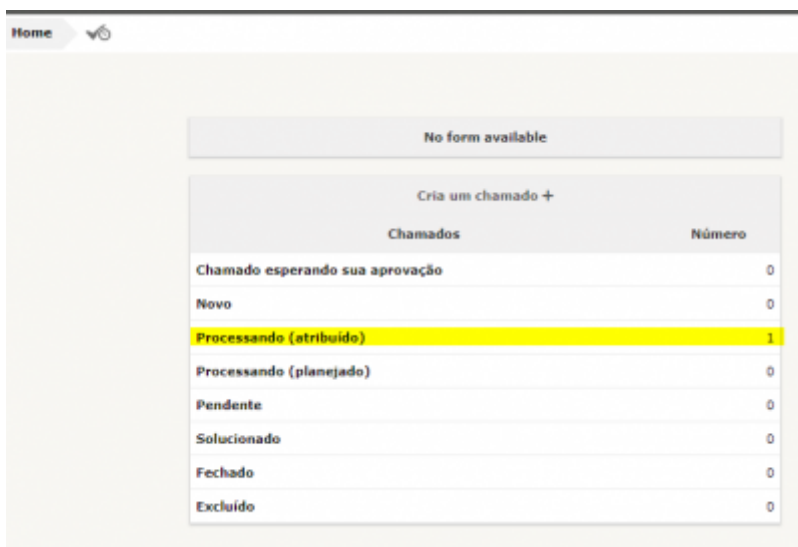 Home
No form available
Cria um chamado +
Chamados Número
Chamado esperando sua aprovação 0
Novo 0
Processando (atribuído) 1
Processando (planejado) 0
Pendente 0
Solucionado 0
Fechado 0
Excluído 0